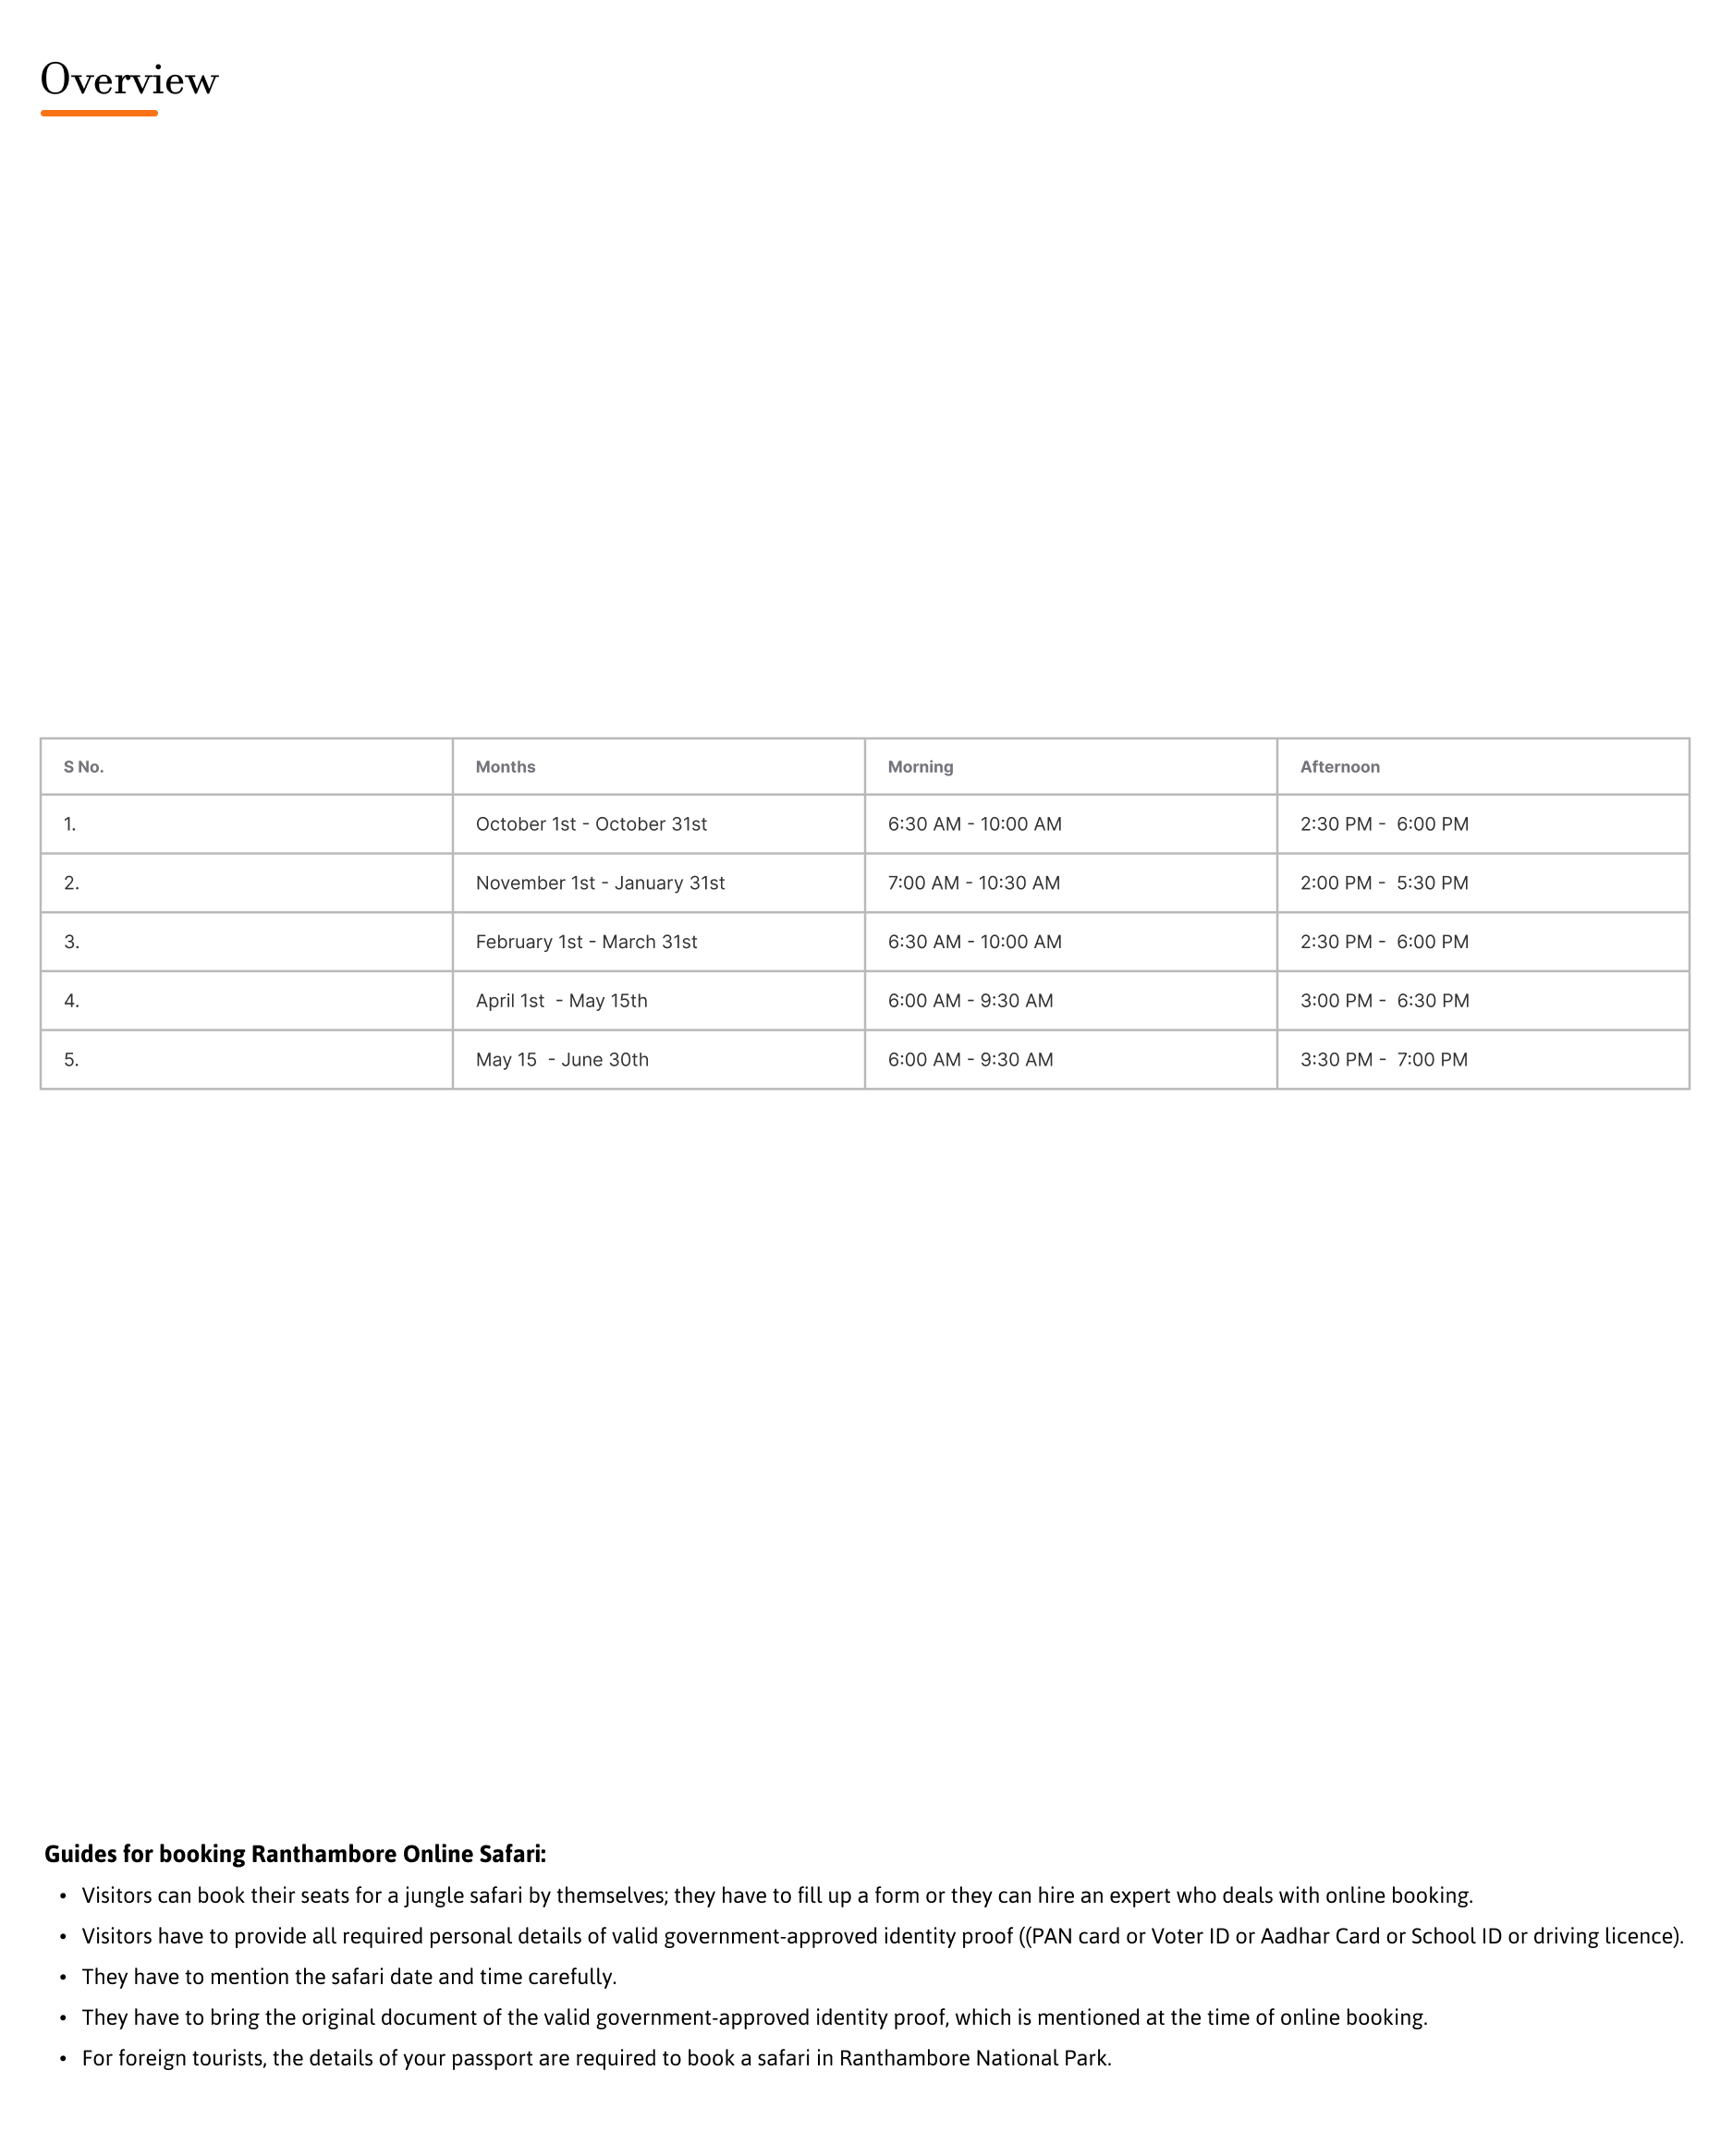 Overview
S No. Months Morning Afternoon
1. October 1st - October 31st 6:30 AM - 10:00 AM 2:30 PM -  6:00 PM
2. November 1st - January 31st 7:00 AM - 10:30 AM 2:00 PM -  5:30 PM
3. February 1st - March 31st 6:30 AM - 10:00 AM 2:30 PM -  6:00 PM
4. April 1st  - May 15th 6:00 AM - 9:30 AM 3:00 PM -  6:30 PM
5. May 15  - June 30th 6:00 AM - 9:30 AM 3:30 PM -  7:00 PM
Guides for booking Ranthambore Online Safari:
• Visitors can book their seats for a jungle safari by themselves; they have to fill up a form or they can hire an expert who deals with online booking.
• Visitors have to provide all required personal details of valid government-approved identity proof ((PAN card or Voter ID or Aadhar Card or School ID or driving licence).
• They have to mention the safari date and time carefully.
• They have to bring the original document of the valid government-approved identity proof, which is mentioned at the time of online booking.
• For foreign tourists, the details of your passport are required to book a safari in Ranthambore National Park.